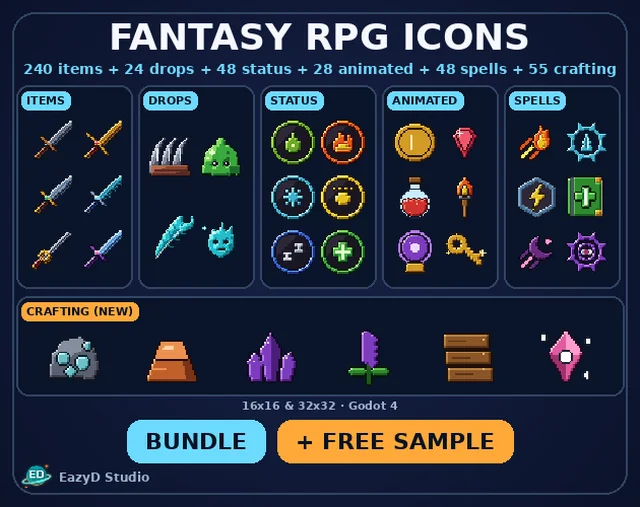 FANTASY RPG ICONS
240 items + 24 drops + 48 status + 28 animated + 48 spells + 55 crafting
ITEMS
DROPS
STATUS
ANIMATED
SPELLS
z z
CRAFTING (NEW)
16x16 & 32x32 · Godot 4
BUNDLE
+ FREE SAMPLE
ED
EazyD Studio